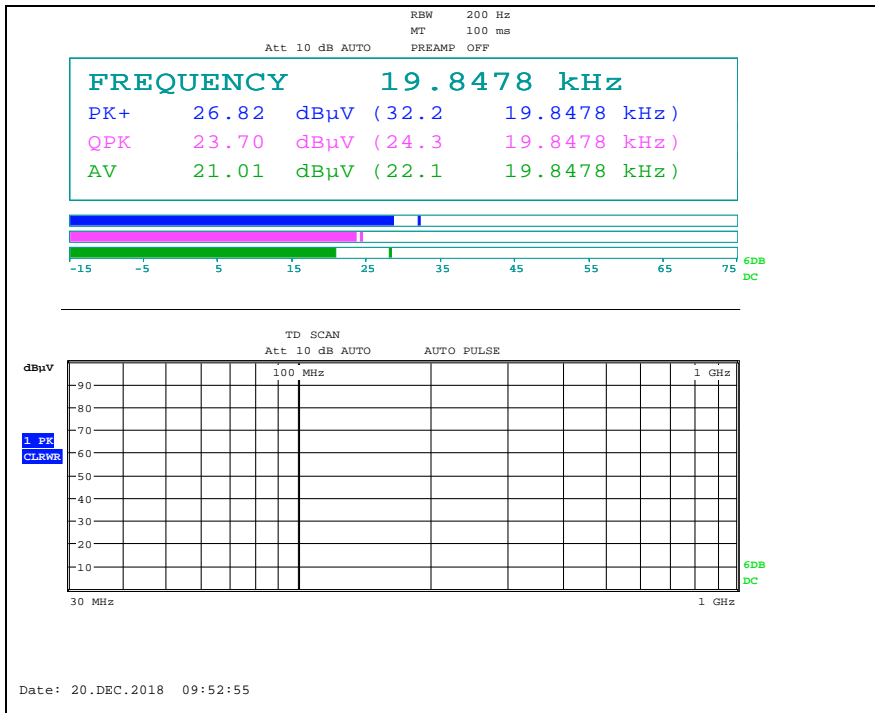 RBW 200 Hz
MT 100 ms
Att 10 dB AUTO PREAMP OFF
FREQUENCY 19.8478 kHz
PK+ 26.82 dBµV (32.2 19.8478 kHz)
QPK 23.70 dBµV (24.3 19.8478 kHz)
AV 21.01 dBµV (22.1 19.8478 kHz)
-15 -5 5 15 25 35 45 55 65 75
6DB
DC
TD SCAN
Att 10 dB AUTO AUTO PULSE
dBµV
100 MHz 1 GHz
90
80
70
1 PK
60
CLRWR
50
40
30
20
10
6DB
DC
30 MHz 1 GHz
Date: 20.DEC.2018 09:52:55